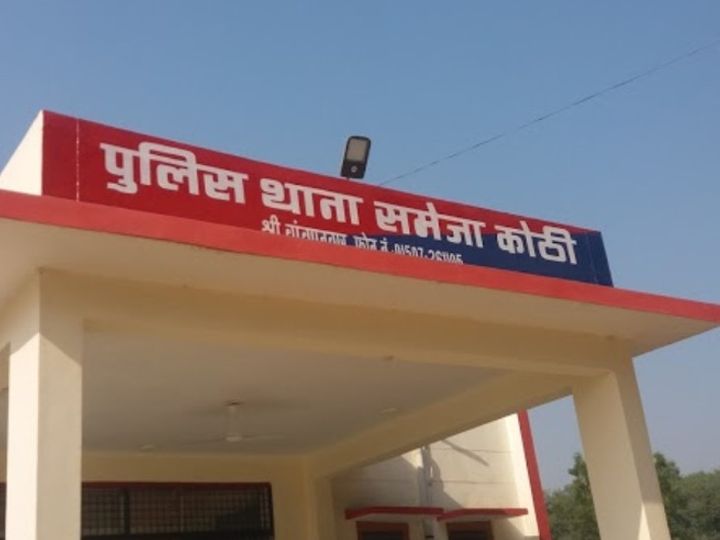 पुलिस थाना समेजा कोठी
श्री गंगानगर, फोन नं.